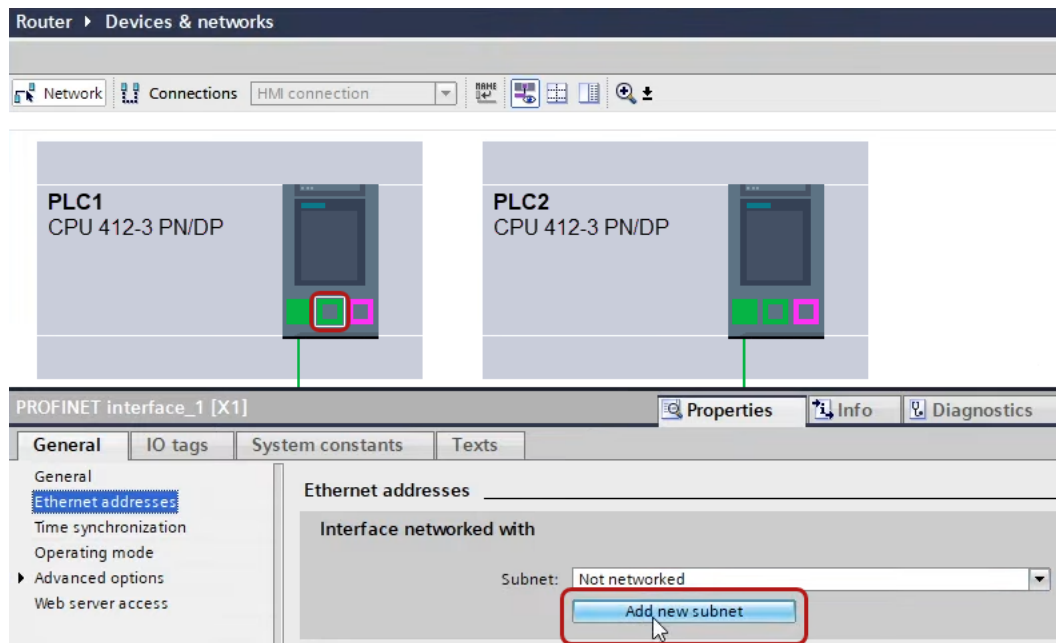 Router ▸ Devices & networks
Network Connections HMI connection
PLC1
CPU 412-3 PN/DP
PLC2
CPU 412-3 PN/DP
PROFINET interface_1 [X1]
Properties Info Diagnostics
General IO tags System constants Texts
General
Ethernet addresses
Time synchronization
Operating mode
Advanced options
Web server access
Ethernet addresses
Interface networked with
Subnet: Not networked
Add new subnet